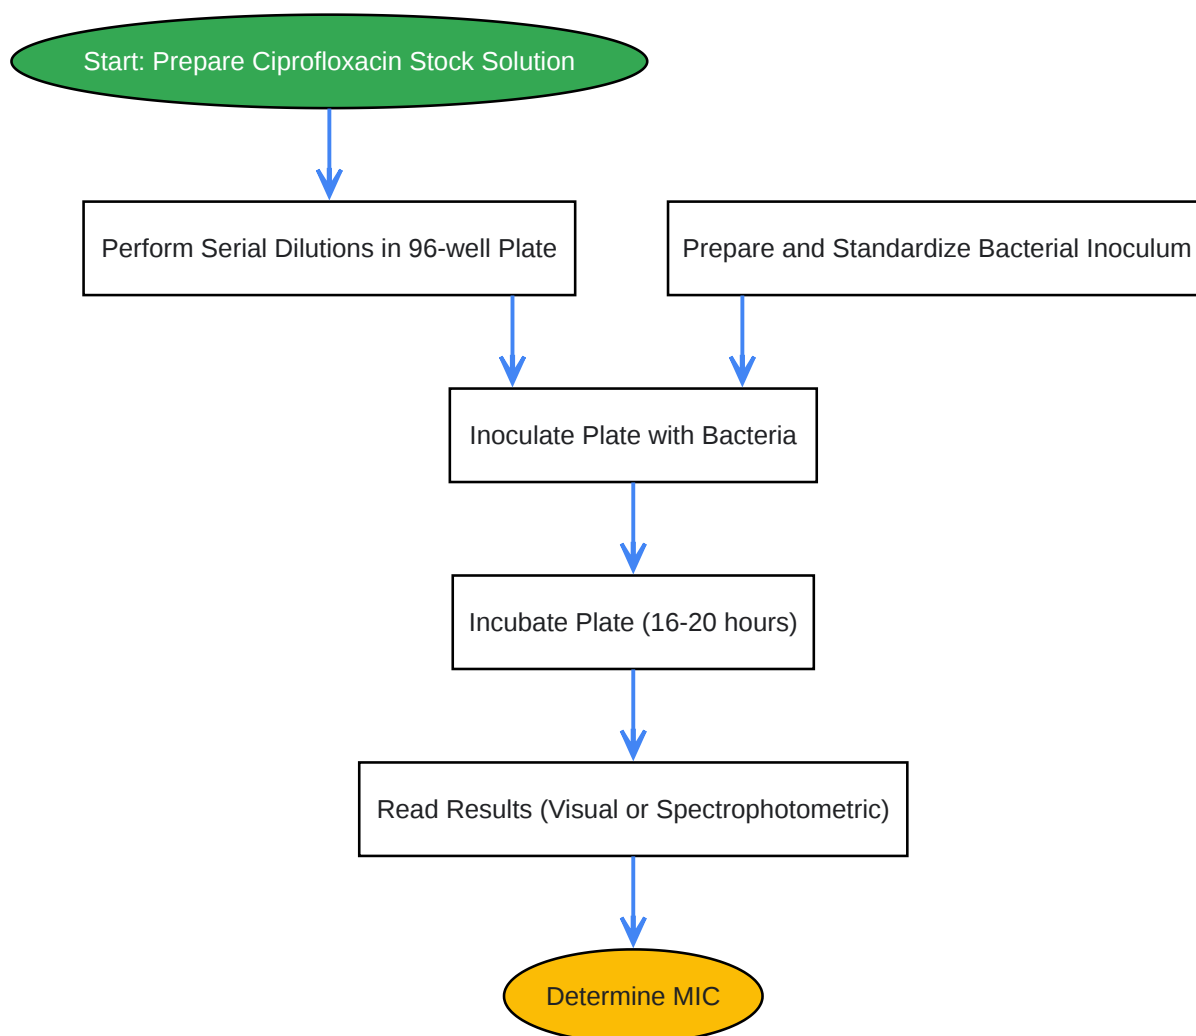 Start: Prepare Ciprofloxacin Stock Solution
Perform Serial Dilutions in 96-well Plate
Prepare and Standardize Bacterial Inoculum
Inoculate Plate with Bacteria
Incubate Plate (16-20 hours)
Read Results (Visual or Spectrophotometric)
Determine MIC